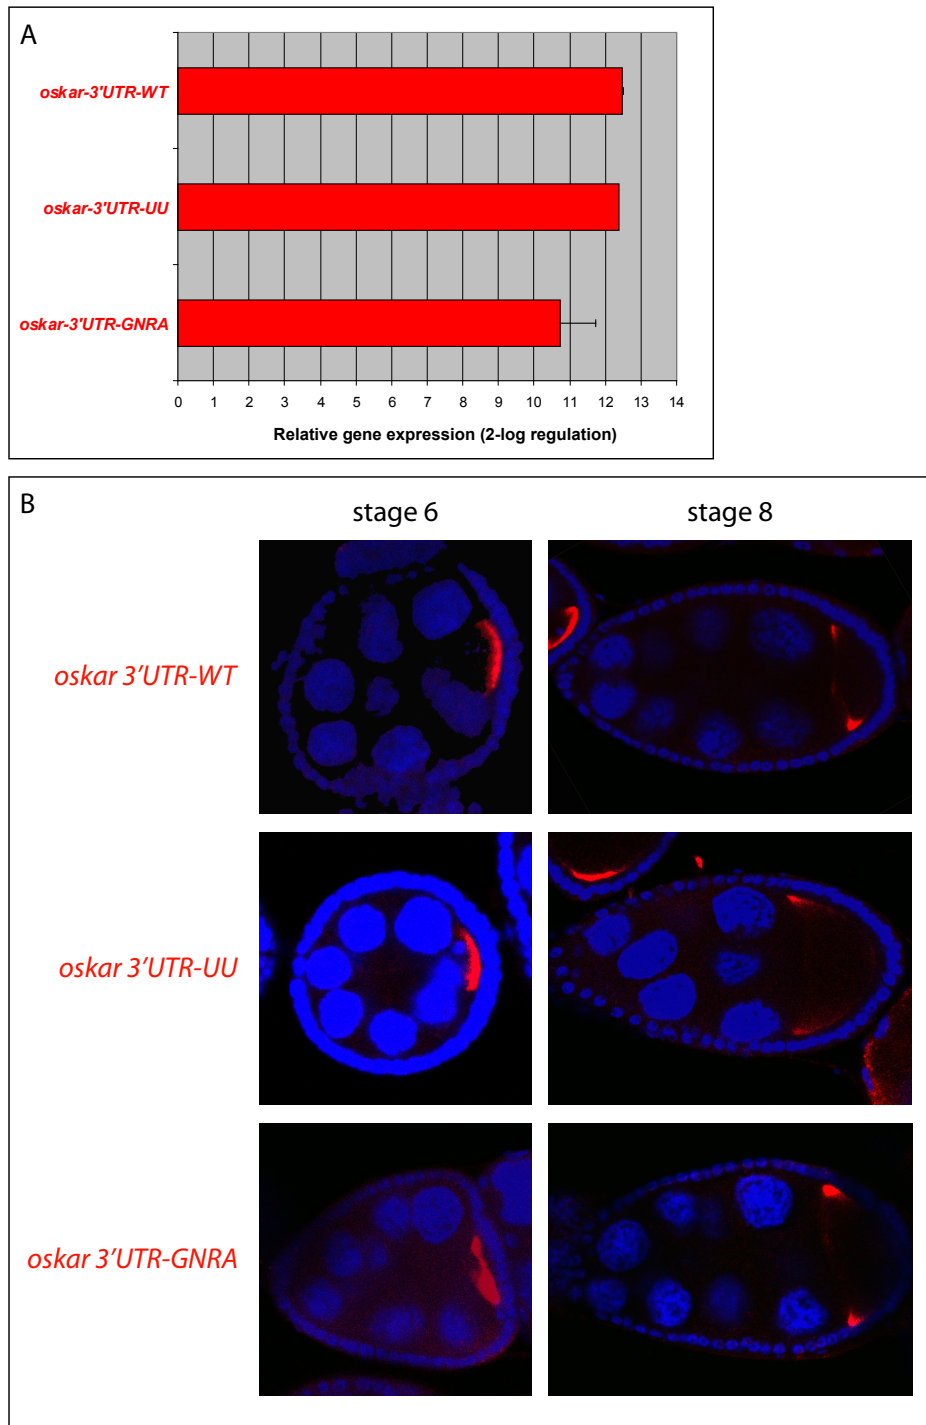 A
oskar-3'UTR-WT
oskar-3'UTR-UU
oskar-3'UTR-GNRA
0 1 2 3 4 5 6 7 8 9 10 11 12 13 14
Relative gene expression (2-log regulation)
B
stage 6 stage 8
oskar 3’UTR-WT
oskar 3’UTR-UU
oskar 3’UTR-GNRA